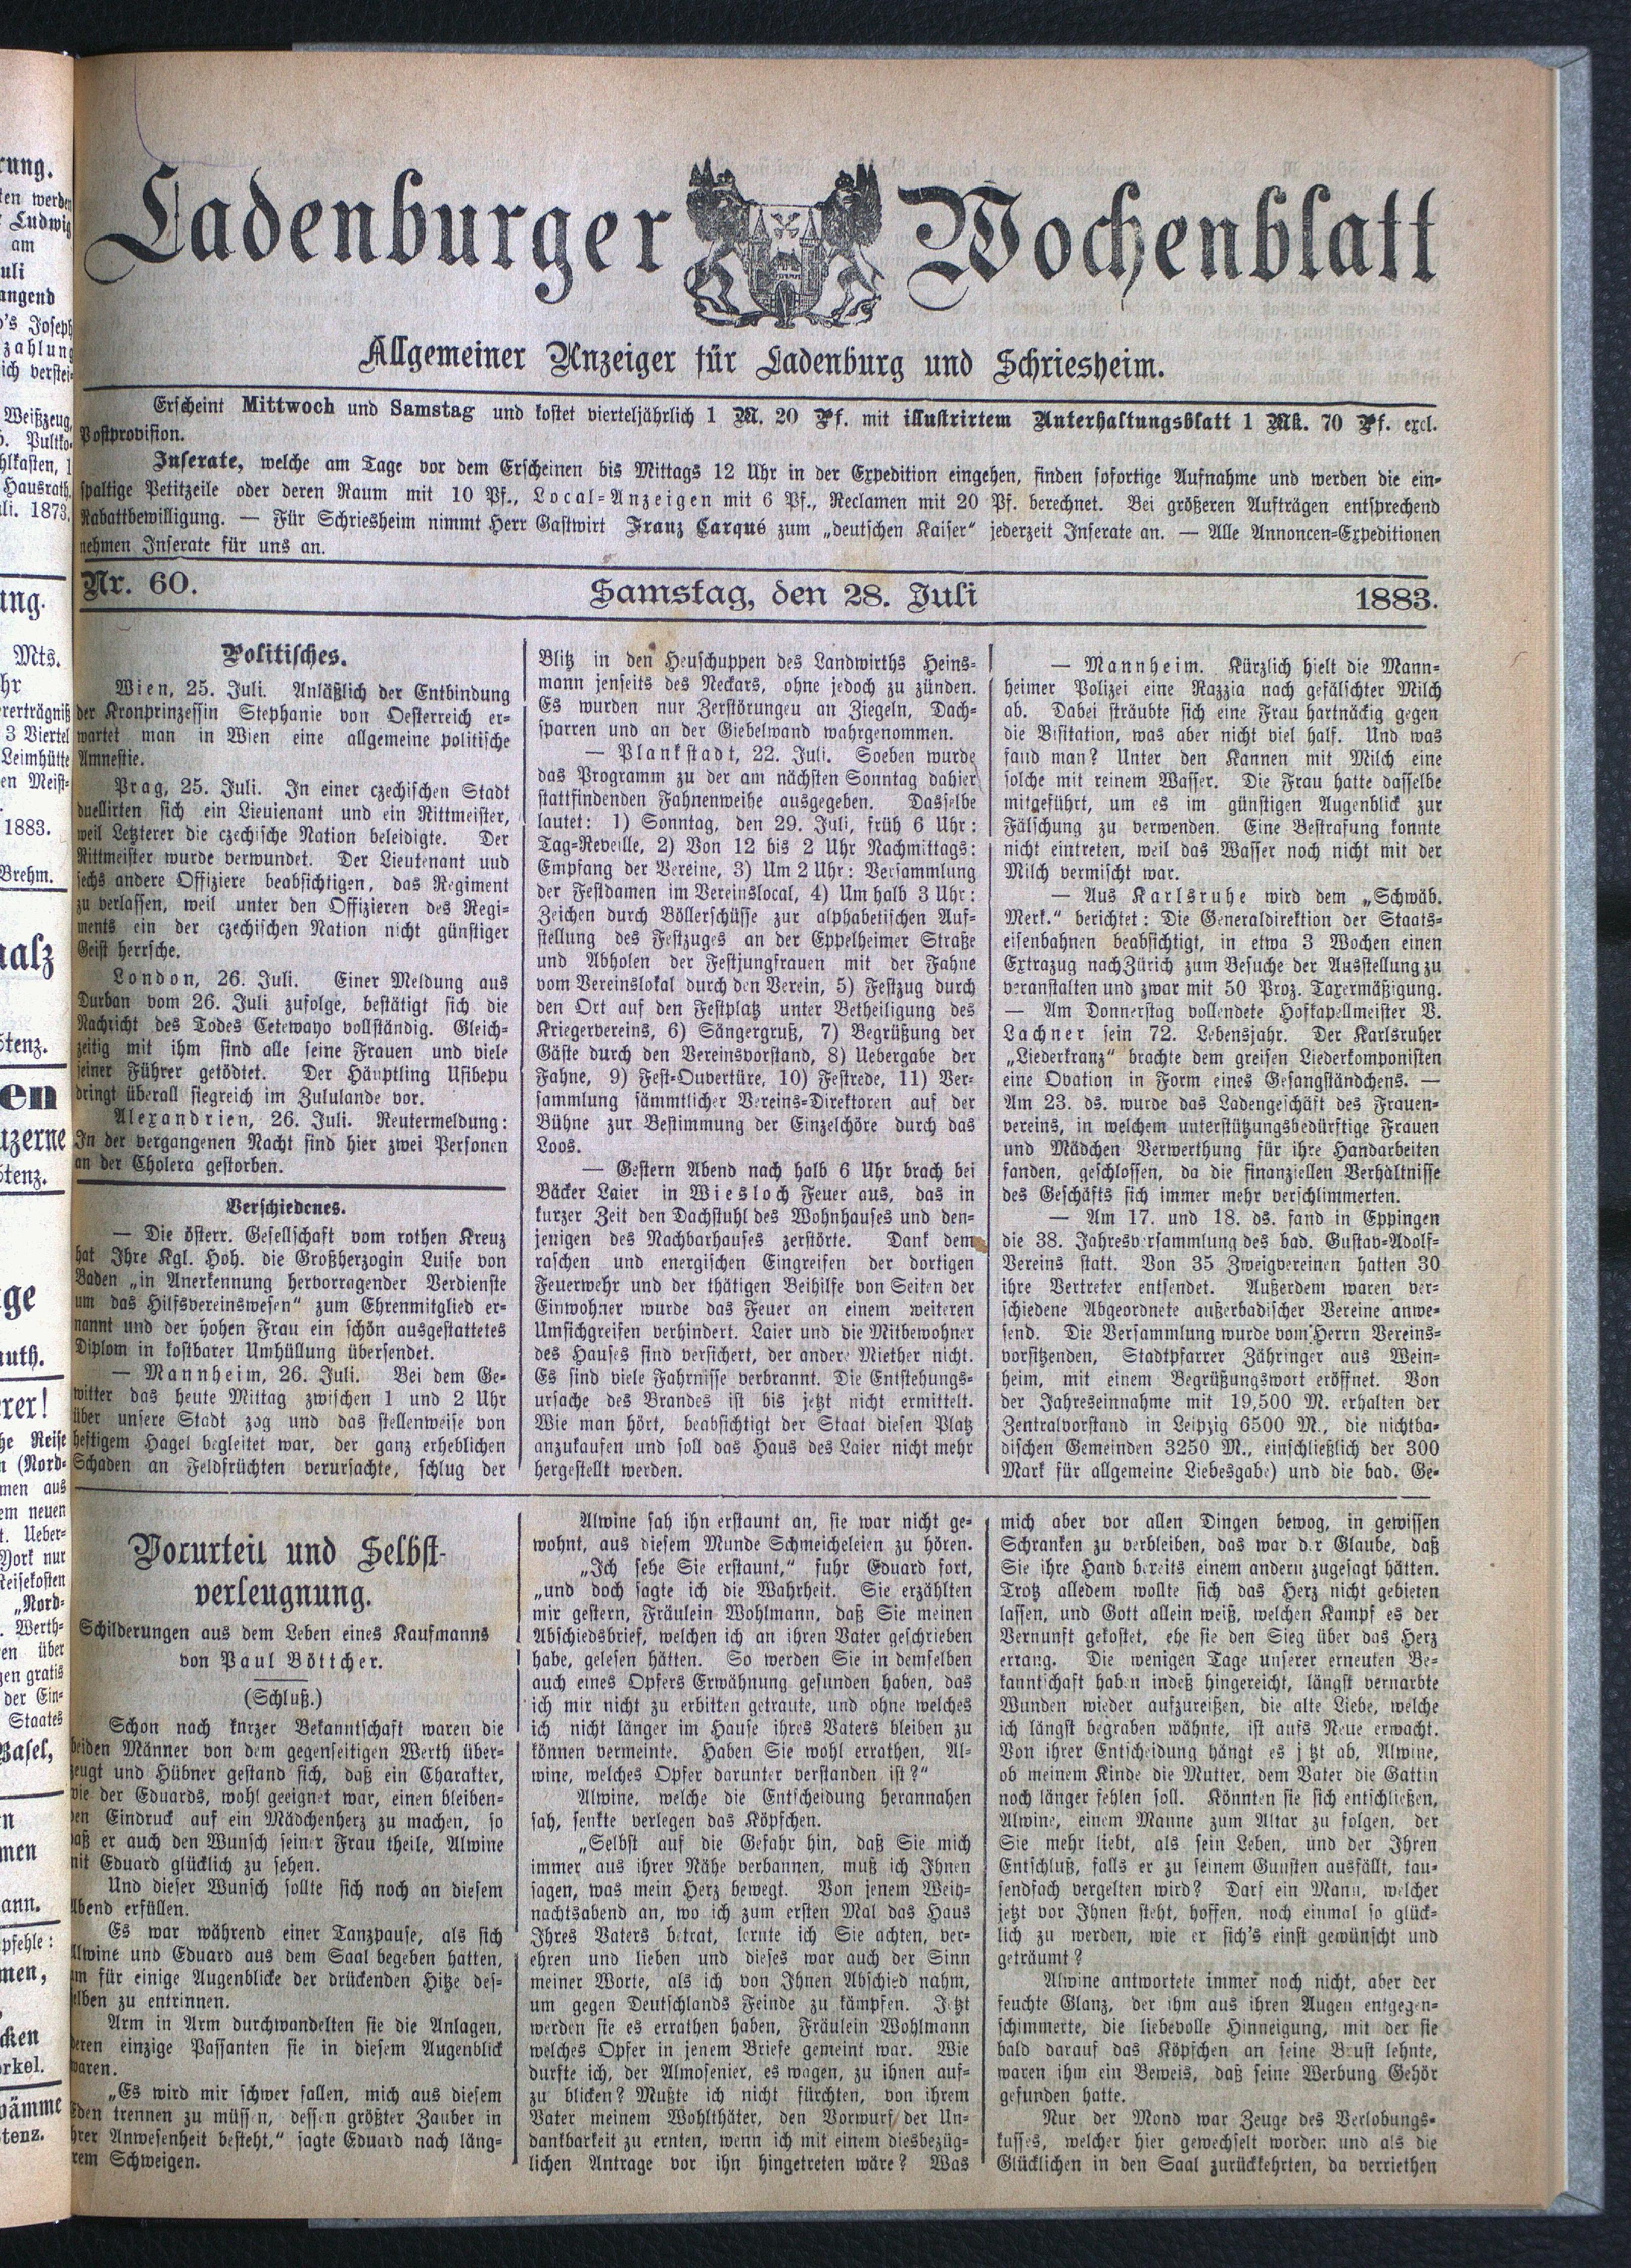 Ladenburger Wochenblatt
Allgemeiner Anzeiger für Ladenburg und Schriesheim.
Erscheint Mittwoch und Samstag und kostet vierteljährlich 1 M. 20 Pf. mit illustrirtem Unterhaltungsblatt 1 Mk. 70 Pf. excl.
Postprovision.
Inserate, welche am Tage vor dem Erscheinen bis Mittags 12 Uhr in der Expedition eingehen, finden sofortige Aufnahme und werden die ein-
spaltige Petitzeile oder deren Raum mit 10 Pf., Local-Anzeigen mit 6 Pf., Reclamen mit 20 Pf. berechnet. Bei größeren Aufträgen entsprechend
Rabattbewilligung. — Für Schriesheim nimmt Herr Gastwirt Franz Carqué zum „deutschen Kaiser" jederzeit Inserate an. — Alle Annoncen-Expeditionen
nehmen Inserate für uns an.
Nr. 60. Samstag, den 28. Juli 1883.
Politisches.
Wien, 25. Juli. Anläßlich der Entbindung
der Kronprinzessin Stephanie von Oesterreich er-
wartet man in Wien eine allgemeine politische
Amnestie.
Prag, 25. Juli. In einer czechischen Stadt
duellirten sich ein Lieuienant und ein Rittmeister,
weil Letzterer die czechische Nation beleidigte. Der
Rittmeister wurde verwundet. Der Lieutenant und
sechs andere Offiziere beabsichtigen, das Regiment
zu verlassen, weil unter den Offizieren des Regi-
ments ein der czechischen Nation nicht günstiger
Geist herrsche.
London, 26. Juli. Einer Meldung aus
Durban vom 26. Juli zufolge, bestätigt sich die
Nachricht des Todes Cetewayo vollständig. Gleich-
zeitig mit ihm sind alle seine Frauen und viele
seiner Führer getödtet. Der Häuptling Usibepu
dringt überall siegreich im Zululande vor.
Alexandrien, 26. Juli. Reutermeldung:
In der vergangenen Nacht sind hier zwei Personen
an der Cholera gestorben.
Verschiedenes.
— Die österr. Gesellschaft vom rothen Kreuz
hat Ihre Kgl. Hoh. die Großherzogin Luise von
Baden „in Anerkennung hervorragender Verdienste
um das Hilfsvereinswesen" zum Ehrenmitglied er-
nannt und der hohen Frau ein schön ausgestattetes
Diplom in kostbarer Umhüllung übersendet.
— Mannheim, 26. Juli. Bei dem Ge-
witter das heute Mittag zwischen 1 und 2 Uhr
über unsere Stadt zog und das stellenweise von
heftigem Hagel begleitet war, der ganz erheblichen
Schaden an Feldfrüchten verursachte, schlug der
Blitz in den Heuschuppen des Landwirths Heins-
mann jenseits des Neckars, ohne jedoch zu zünden.
Es wurden nur Zerstörungeu an Ziegeln, Dach-
sparren und an der Giebelwand wahrgenommen.
— Plankstadt, 22. Juli. Soeben wurde
das Programm zu der am nächsten Sonntag dahier
stattfindenden Fahnenweihe ausgegeben. Dasselbe
lautet: 1) Sonntag, den 29. Juli, früh 6 Uhr:
Tag-Reveille, 2) Von 12 bis 2 Uhr Nachmittags:
Empfang der Vereine, 3) Um 2 Uhr: Versammlung
der Festdamen im Vereinslocal, 4) Um halb 3 Uhr:
Zeichen durch Böllerschüsse zur alphabetischen Auf-
stellung des Festzuges an der Eppelheimer Straße
und Abholen der Festjungfrauen mit der Fahne
vom Vereinslokal durch den Verein, 5) Festzug durch
den Ort auf den Festplatz unter Betheiligung des
Kriegervereins, 6) Sängergruß, 7) Begrüßung der
Gäste durch den Vereinsvorstand, 8) Uebergabe der
Fahne, 9) Fest-Ouvertüre, 10) Festrede, 11) Ver-
sammlung sämmtlicher Vereins-Direktoren auf der
Bühne zur Bestimmung der Einzelchöre durch das
Loos.
— Gestern Abend nach halb 6 Uhr brach bei
Bäcker Laier in Wiesloch Feuer aus, das in
kurzer Zeit den Dachstuhl des Wohnhauses und den-
jenigen des Nachbarhauses zerstörte. Dank dem
raschen und energischen Eingreifen der dortigen
Feuerwehr und der thätigen Beihilfe von Seiten der
Einwohner wurde das Feuer an einem weiteren
Umsichgreifen verhindert. Laier und die Mitbewohner
des Hauses sind versichert, der andere Miether nicht.
Es sind viele Fahrnisse verbrannt. Die Entstehungs-
ursache des Brandes ist bis jetzt nicht ermittelt.
Wie man hört, beabsichtigt der Staat diesen Platz
anzukaufen und soll das Haus des Laier nicht mehr
hergestellt werden.
— Mannheim. Kürzlich hielt die Mann-
heimer Polizei eine Razzia nach gefälschter Milch
ab. Dabei sträubte sich eine Frau hartnäckig gegen
die Visitation, was aber nicht viel half. Und was
fand man? Unter den Kannen mit Milch eine
solche mit reinem Wasser. Die Frau hatte dasselbe
mitgeführt, um es im günstigen Augenblick zur
Fälschung zu verwenden. Eine Bestrafung konnte
nicht eintreten, weil das Wasser noch nicht mit der
Milch vermischt war.
— Aus Karlsruhe wird dem „Schwäb.
Merk." berichtet: Die Generaldirektion der Staats-
eisenbahnen beabsichtigt, in etwa 3 Wochen einen
Extrazug nach Zürich zum Besuche der Ausstellung zu
veranstalten und zwar mit 50 Proz. Taxermäßigung.
— Am Donnerstag vollendete Hofkapellmeister V.
Lachner sein 72. Lebensjahr. Der Karlsruher
„Liederkranz" brachte dem greisen Liederkomponisten
eine Ovation in Form eines Gesangständchens. —
Am 23. ds. wurde das Ladengeschäft des Frauen-
vereins, in welchem unterstützungsbedürftige Frauen
und Mädchen Verwerthung für ihre Handarbeiten
fanden, geschlossen, da die finanziellen Verhältnisse
des Geschäfts sich immer mehr verschlimmerten.
— Am 17. und 18. ds. fand in Eppingen
die 38. Jahresversammlung des bad. Gustav-Adolf-
Vereins statt. Von 35 Zweigvereinen hatten 30
ihre Vertreter entsendet. Außerdem waren ver-
schiedene Abgeordnete außerbadischer Vereine anwe-
send. Die Versammlung wurde vom Herrn Vereins-
vorsitzenden, Stadtpfarrer Zähringer aus Wein-
heim, mit einem Begrüßungswort eröffnet. Von
der Jahreseinnahme mit 19,500 M. erhalten der
Zentralvorstand in Leipzig 6500 M., die nichtba-
dischen Gemeinden 3250 M., einschließlich der 300
Mark für allgemeine Liebesgabe) und die bad. Ge-
Vorurteil und Selbst-
verleugnung.
Schilderungen aus dem Leben eines Kaufmanns
von Paul Böttcher.
(Schluß.)
Schon nach kurzer Bekanntschaft waren die
beiden Männer von dem gegenseitigen Werth über-
zeugt und Hübner gestand sich, daß ein Charakter,
wie der Eduards, wohl geeignet war, einen bleiben-
den Eindruck auf ein Mädchenherz zu machen, so
daß er auch den Wunsch seiner Frau theile, Alwine
mit Eduard glücklich zu sehen.
Und dieser Wunsch sollte sich noch an diesem
Abend erfüllen.
Es war während einer Tanzpause, als sich
Alwine und Eduard aus dem Saal begeben hatten,
um für einige Augenblicke der drückenden Hitze des-
selben zu entrinnen.
Arm in Arm durchwandelten sie die Anlagen,
deren einzige Passanten sie in diesem Augenblick
waren.
„Es wird mir schwer fallen, mich aus diesem
Eden trennen zu müssen, dessen größter Zauber in
Ihrer Anwesenheit besteht," sagte Eduard nach läng-
erem Schweigen.
Alwine sah ihn erstaunt an, sie war nicht ge-
wohnt, aus diesem Munde Schmeicheleien zu hören.
„Ich sehe Sie erstaunt," fuhr Eduard fort,
„und doch sagte ich die Wahrheit. Sie erzählten
mir gestern, Fräulein Wohlmann, daß Sie meinen
Abschiedsbrief, welchen ich an ihren Vater geschrieben
habe, gelesen hätten. So werden Sie in demselben
auch eines Opfers Erwähnung gefunden haben, das
ich mir nicht zu erbitten getraute, und ohne welches
ich nicht länger im Hause ihres Vaters bleiben zu
können vermeinte. Haben Sie wohl errathen, Al-
wine, welches Opfer darunter verstanden ist?"
Alwine, welche die Entscheidung herannahen
sah, senkte verlegen das Köpfchen.
„Selbst auf die Gefahr hin, daß Sie mich
immer aus ihrer Nähe verbannen, muß ich Ihnen
sagen, was mein Herz bewegt. Von jenem Weih-
nachtsabend an, wo ich zum ersten Mal das Haus
Ihres Vaters betrat, lernte ich Sie achten, ver-
ehren und lieben und dieses war auch der Sinn
meiner Worte, als ich von Ihnen Abschied nahm,
um gegen Deutschlands Feinde zu kämpfen. Jetzt
werden sie es errathen haben, Fräulein Wohlmann
welches Opfer in jenem Briefe gemeint war. Wie
durfte ich, der Almosenier, es wagen, zu ihnen auf-
zu blicken? Mußte ich nicht fürchten, von ihrem
Vater meinem Wohlthäter, den Vorwurf der Un-
dankbarkeit zu ernten, wenn ich mit einem diesbezüg-
lichen Antrage vor ihn hingetreten wäre? Was
mich aber vor allen Dingen bewog, in gewissen
Schranken zu verbleiben, das war der Glaube, daß
Sie ihre Hand bereits einem andern zugesagt hätten.
Trotz alledem wollte sich das Herz nicht gebieten
lassen, und Gott allein weiß, welchen Kampf es der
Vernunft gekostet, ehe sie den Sieg über das Herz
errang. Die wenigen Tage unserer erneuten Be-
kanntschaft haben indeß hingereicht, längst vernarbte
Wunden wieder aufzureißen, die alte Liebe, welche
ich längst begraben wähnte, ist aufs Neue erwacht.
Von ihrer Entscheidung hängt es jetzt ab, Alwine,
ob meinem Kinde die Mutter, dem Vater die Gattin
noch länger fehlen soll. Könnten sie sich entschließen,
Alwine, einem Manne zum Altar zu folgen, der
Sie mehr liebt, als sein Leben, und der Ihren
Entschluß, falls er zu seinem Gunsten ausfällt, tau-
sendfach vergelten wird? Darf ein Mann, welcher
jetzt vor Ihnen steht, hoffen, noch einmal so glück-
lich zu werden, wie er sich's einst gewünscht und
geträumt?
Alwine antwortete immer noch nicht, aber der
feuchte Glanz, der ihm aus ihren Augen entgegen-
schimmerte, die liebevolle Hinneigung, mit der sie
bald darauf das Köpfchen an seine Brust lehnte,
waren ihm ein Beweis, daß seine Werbung Gehör
gefunden hatte.
Nur der Mond war Zeuge des Verlobungs-
kusses, welcher hier gewechselt worden und als die
Glücklichen in den Saal zurückkehrten, da verriethen